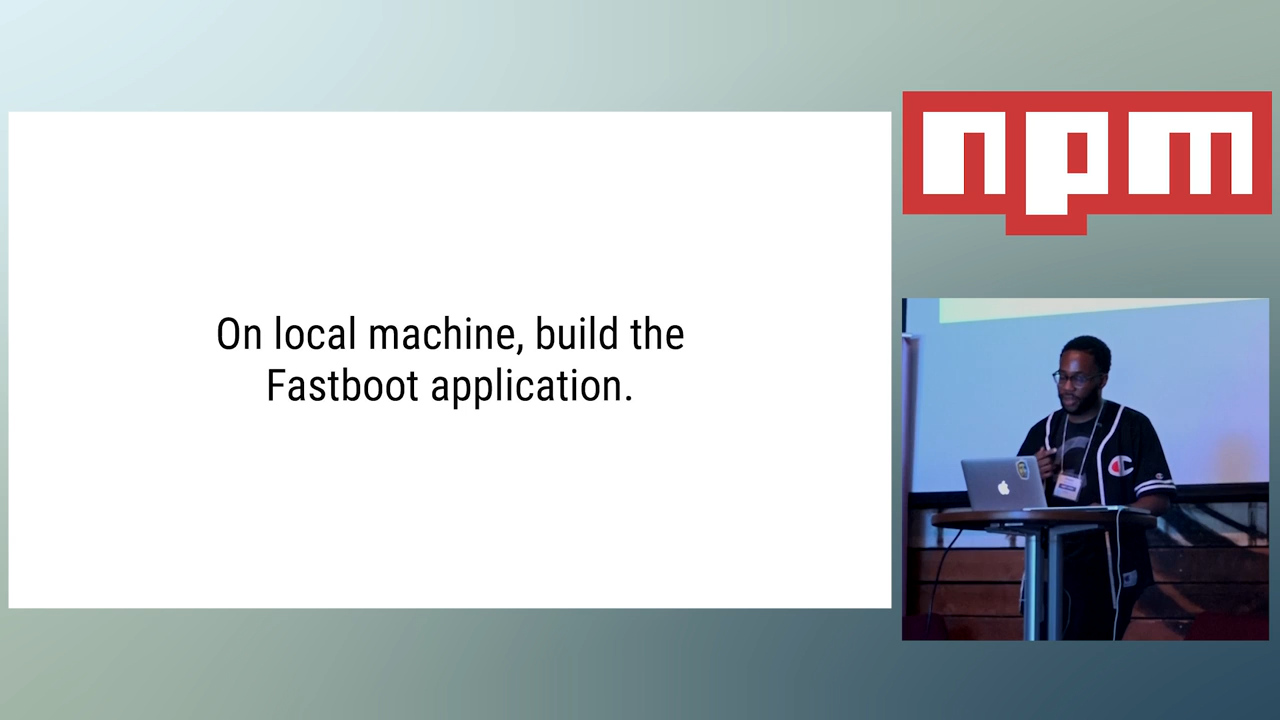 On local machine, build the
Fastboot application.
npm